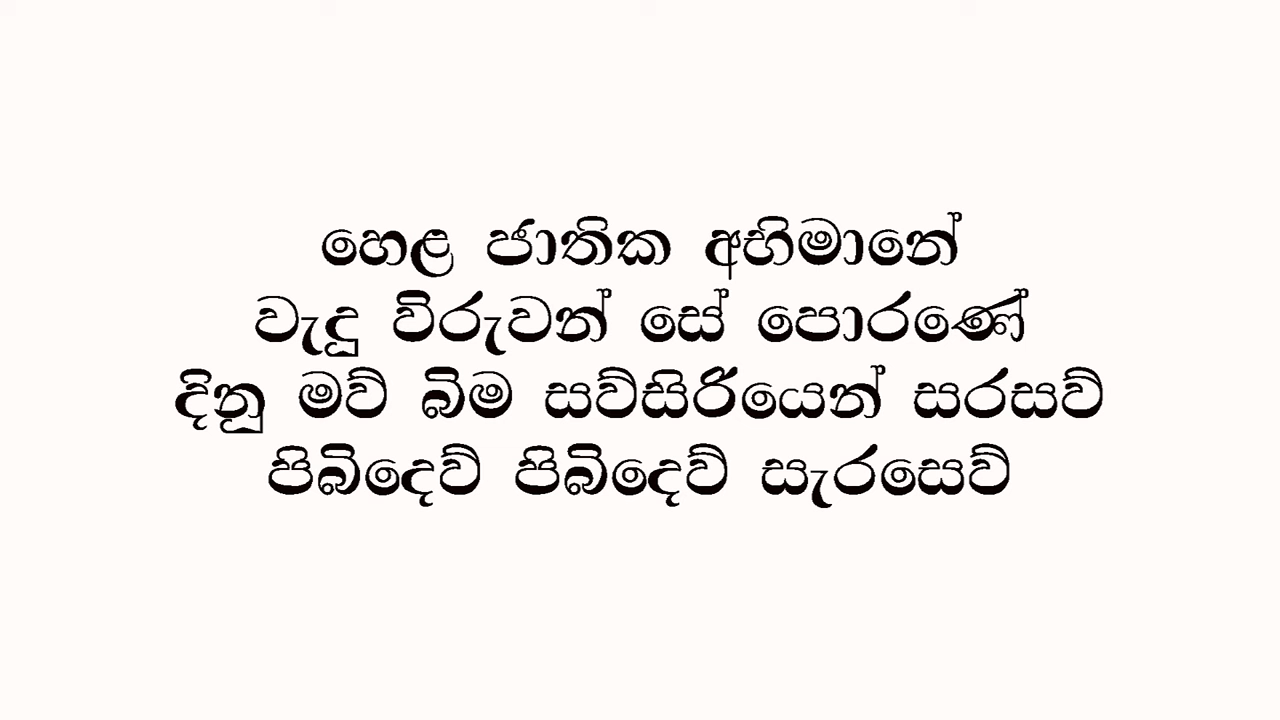 හෙළ ජාතික අභිමානේ
වැදූ විරුවන් සේ පොරණේ
දිනූ මව් බිම සව්සිරියෙන් සරසව්
පිබිදෙව් පිබිදෙව් සැරසෙව්